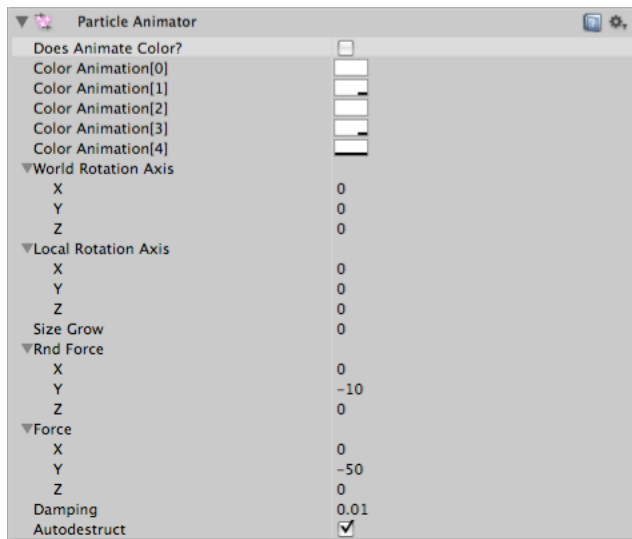 Particle Animator
Does Animate Color?
Color Animation[0]
Color Animation[1]
Color Animation[2]
Color Animation[3]
Color Animation[4]
World Rotation Axis
X 0
Y 0
Z 0
Local Rotation Axis
X 0
Y 0
Z 0
Size Grow 0
Rnd Force
X 0
Y -10
Z 0
Force
X 0
Y -50
Z 0
Damping 0.01
Autodestruct